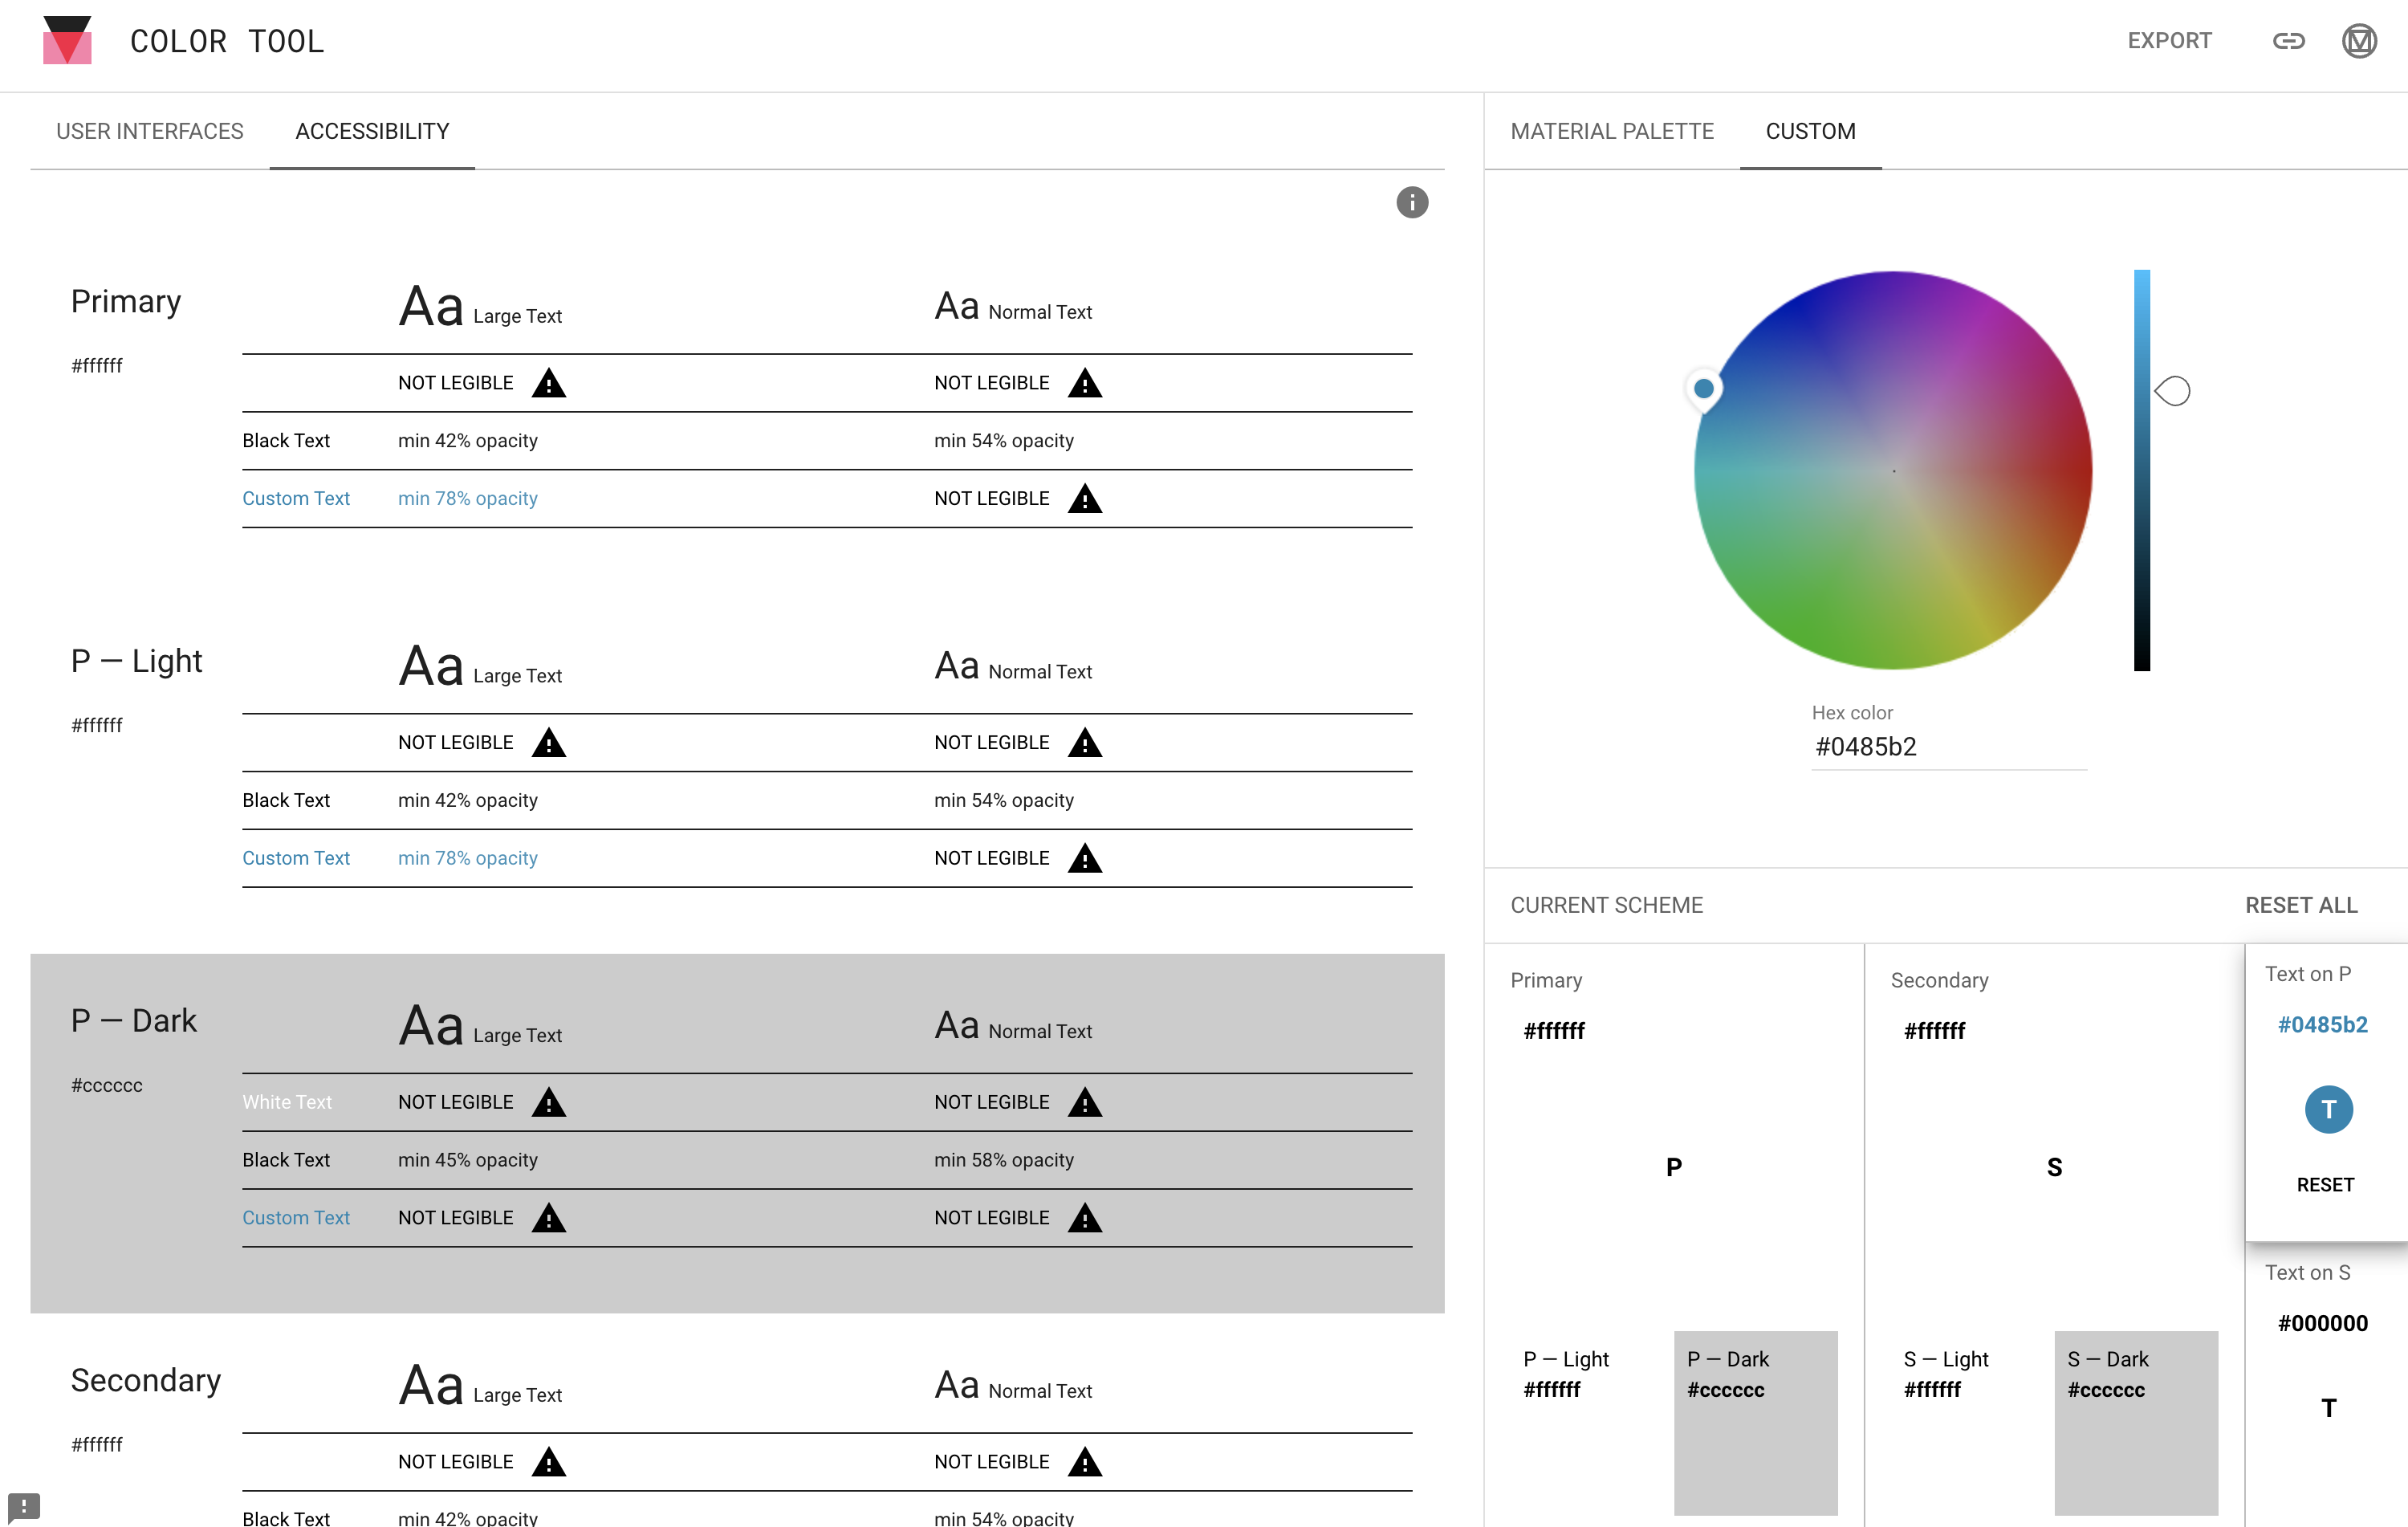 COLOR TOOL
EXPORT
USER INTERFACES ACCESSIBILITY
MATERIAL PALETTE CUSTOM
Primary
#ffffff
Aa Large Text Aa Normal Text
NOT LEGIBLE NOT LEGIBLE
Black Text min 42% opacity min 54% opacity
Custom Text min 78% opacity NOT LEGIBLE
P — Light
#ffffff
Aa Large Text Aa Normal Text
NOT LEGIBLE NOT LEGIBLE
Black Text min 42% opacity min 54% opacity
Custom Text min 78% opacity NOT LEGIBLE
P — Dark
#cccccc
Aa Large Text Aa Normal Text
White Text NOT LEGIBLE NOT LEGIBLE
Black Text min 45% opacity min 58% opacity
Custom Text NOT LEGIBLE NOT LEGIBLE
Secondary
#ffffff
Aa Large Text Aa Normal Text
NOT LEGIBLE NOT LEGIBLE
Black Text min 42% opacity min 54% opacity
Hex color
#0485b2
CURRENT SCHEME RESET ALL
Primary
#ffffff
P
P — Light
#ffffff
P — Dark
#cccccc
Secondary
#ffffff
S
S — Light
#ffffff
S — Dark
#cccccc
Text on P
#0485b2
T
RESET
Text on S
#000000
T